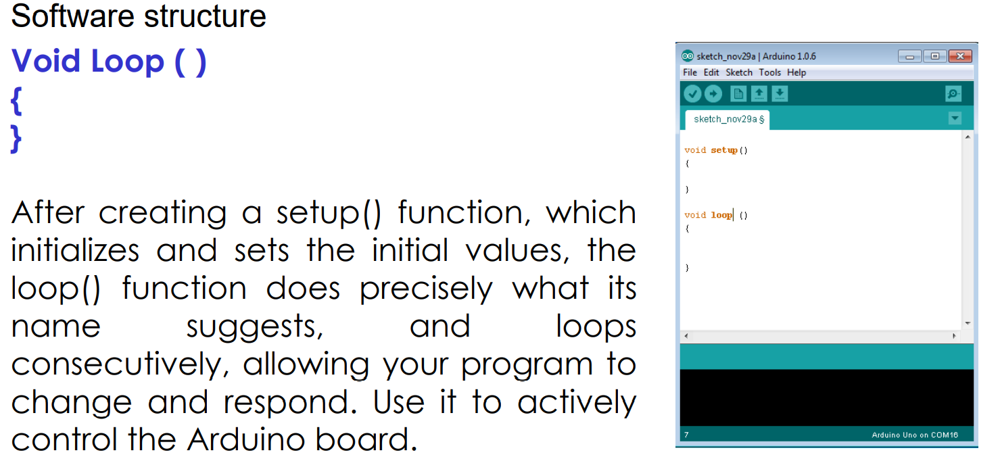 Software structure
Void Loop ( )
{
}
After creating a setup() function, which
initializes and sets the initial values, the
loop() function does precisely what its
name suggests, and loops
consecutively, allowing your program to
change and respond. Use it to actively
control the Arduino board.
sketch_nov29a | Arduino 1.0.6
File Edit Sketch Tools Help
sketch_nov29a §
void setup()
{
}
void loop ()
{
}
7
Arduino Uno on COM16